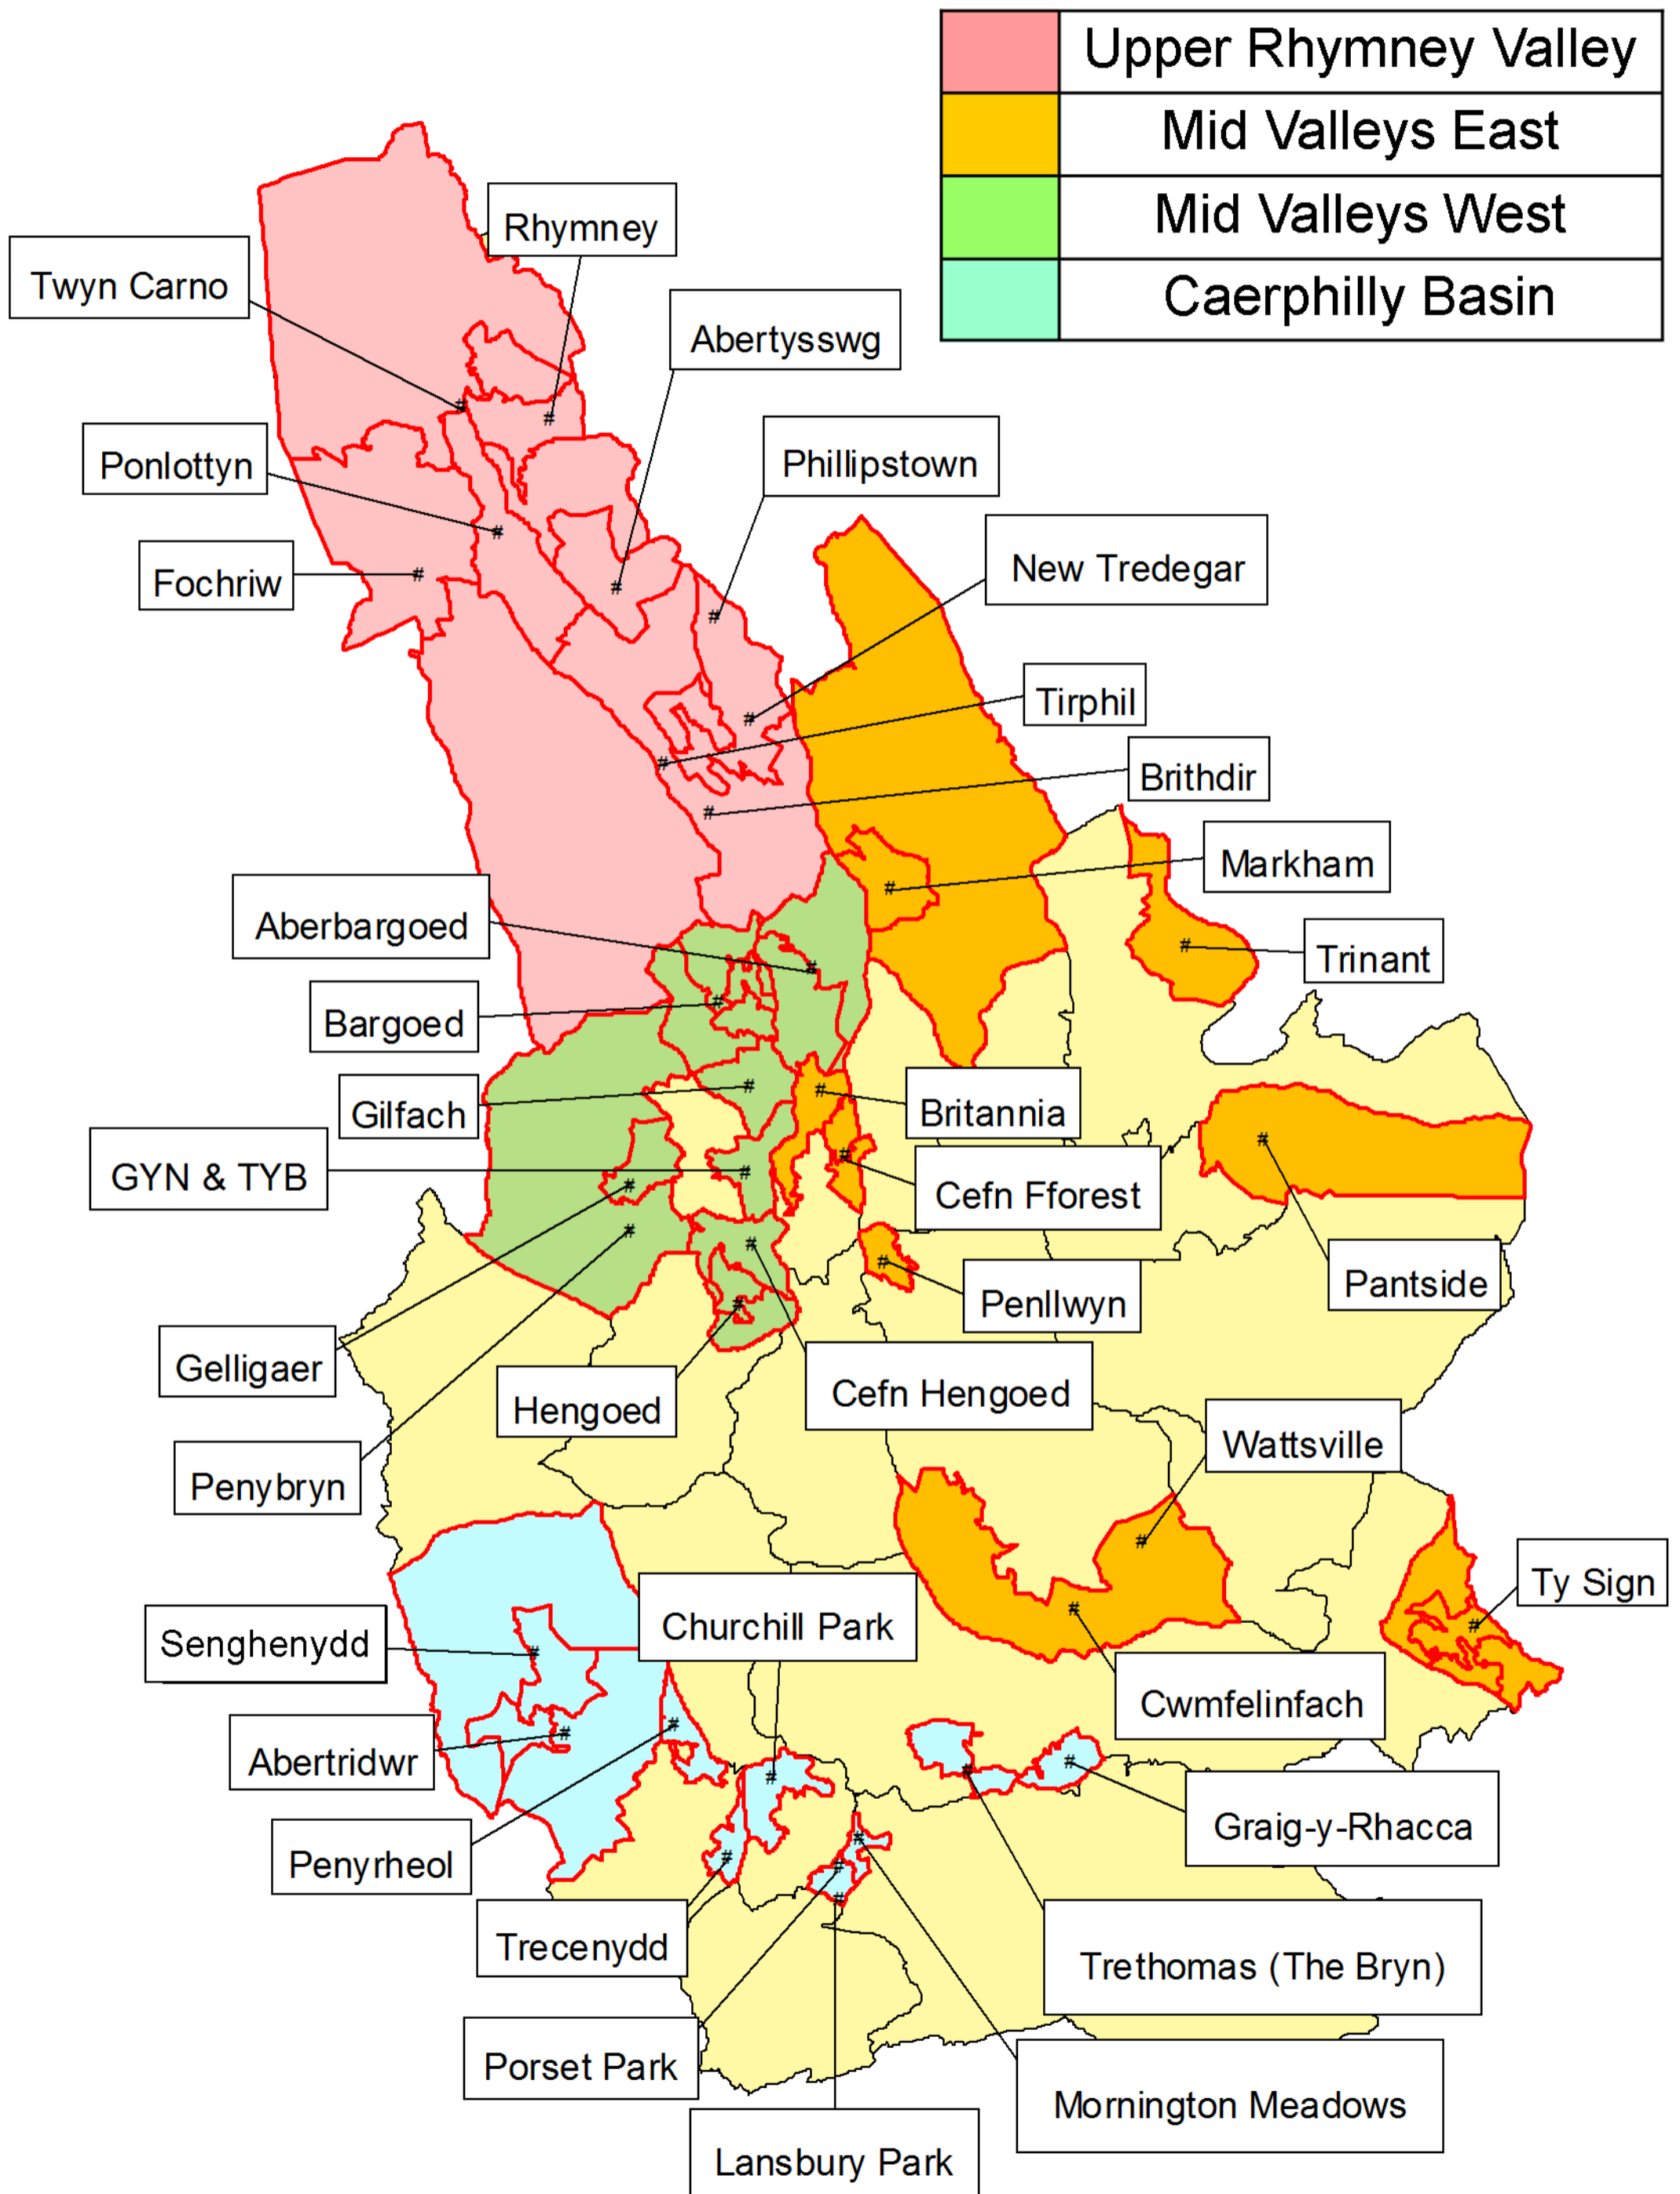 Upper Rhymney Valley
Mid Valleys East
Mid Valleys West
Caerphilly Basin
Rhymney
Twyn Carno
Abertysswg
Ponlottyn
Phillipstown
Fochriw
New Tredegar
Tirphil
Brithdir
Markham
Aberbargoed
Trinant
Bargoed
Gilfach
Britannia
GYN & TYB
Cefn Fforest
Pantside
Penllwyn
Gelligaer
Hengoed
Cefn Hengoed
Wattsville
Penybryn
Ty Sign
Churchill Park
Senghenydd
Cwmfelinfach
Abertridwr
Graig-y-Rhacca
Penyrheol
Trecenydd
Trethomas (The Bryn)
Porset Park
Mornington Meadows
Lansbury Park